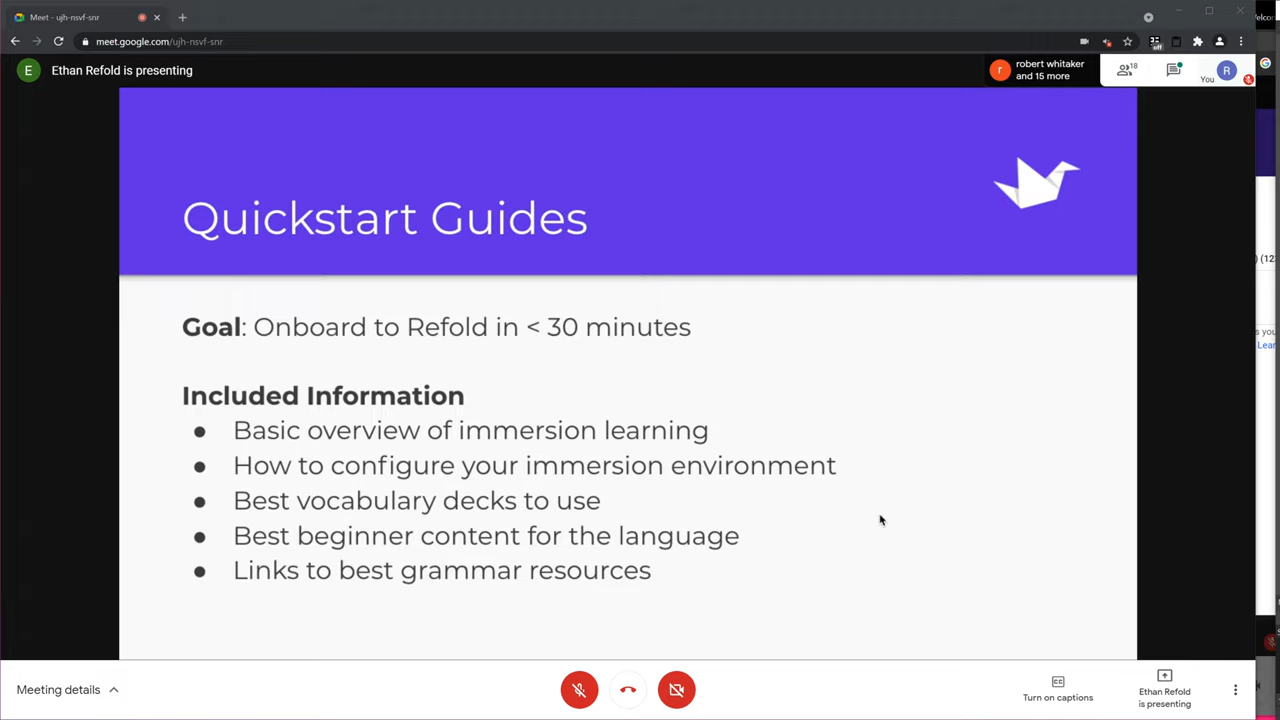 Meet - ujh-nsvf-snr
meet.google.com/ujh-nsvf-snr
off
E
Ethan Refold is presenting
r
robert whitaker
and 15 more
18
You
R
Quickstart Guides
Goal: Onboard to Refold in < 30 minutes
Included Information
● Basic overview of immersion learning
● How to configure your immersion environment
● Best vocabulary decks to use
● Best beginner content for the language
● Links to best grammar resources
Meeting details
CC
Turn on captions
Ethan Refold
is presenting